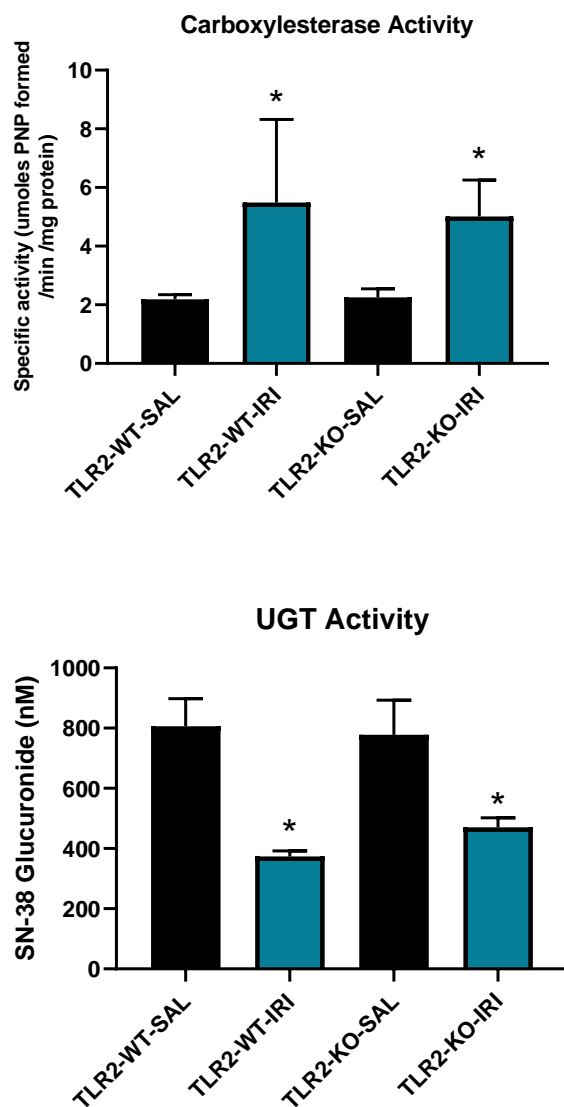 Carboxylesterase Activity
Specific activity (umoles PNP formed
/min /mg protein)
10
8
6
4
2
0
*
*
TLR2-WT-SAL
TLR2-WT-IRI
TLR2-KO-SAL
TLR2-KO-IRI
UGT Activity
SN-38 Glucuronide (nM)
1000
800
600
400
200
0
*
*
TLR2-WT-SAL
TLR2-WT-IRI
TLR2-KO-SAL
TLR2-KO-IRI